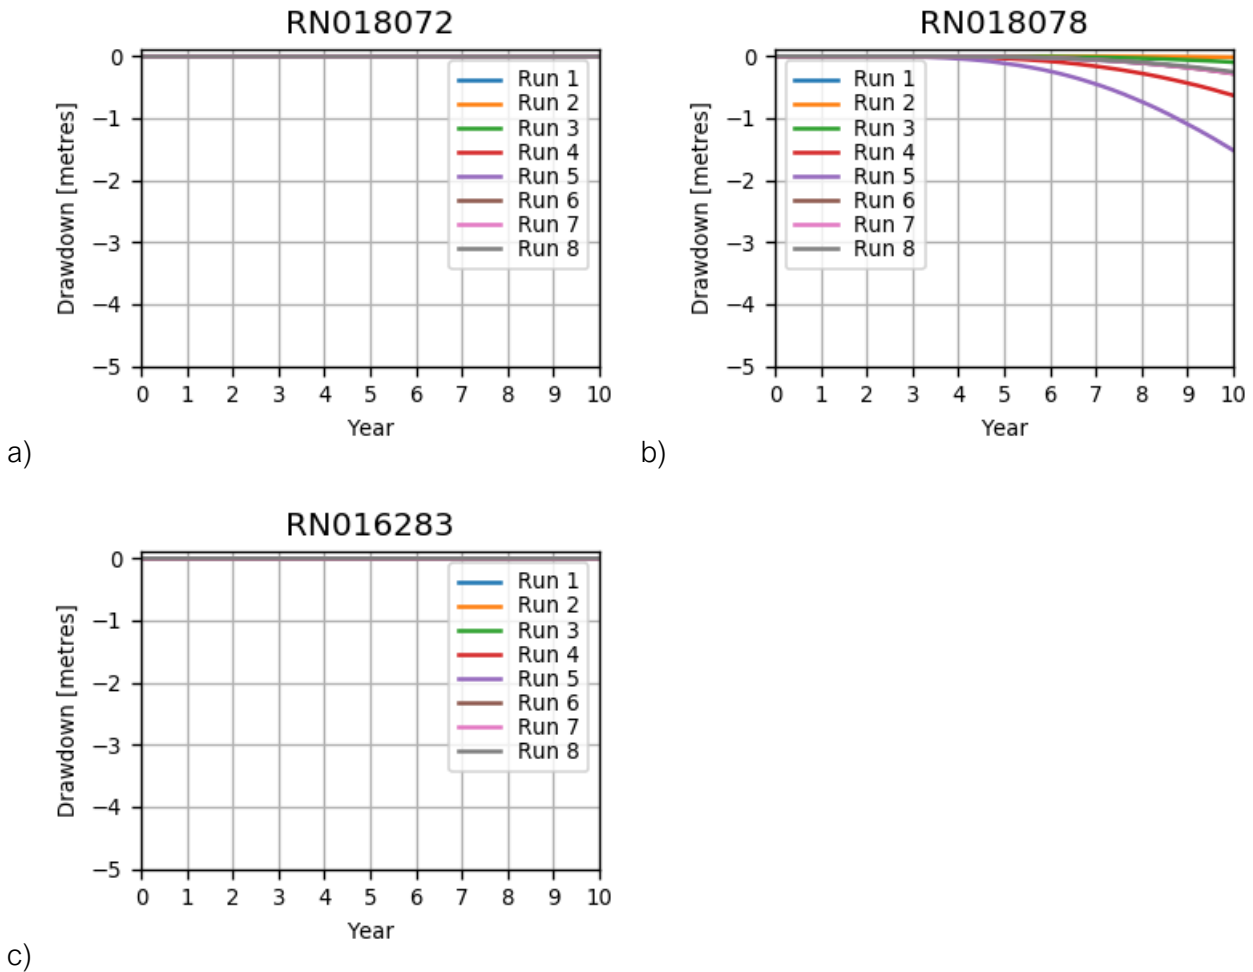 RN018072
0
−1
−2
−3
−4
−5
Drawdown [metres]
Run 1
Run 2
Run 3
Run 4
Run 5
Run 6
Run 7
Run 8
0 1 2 3 4 5 6 7 8 9 10
Year
a)
RN018078
0
−1
−2
−3
−4
−5
Drawdown [metres]
Run 1
Run 2
Run 3
Run 4
Run 5
Run 6
Run 7
Run 8
0 1 2 3 4 5 6 7 8 9 10
Year
b)
RN016283
0
−1
−2
−3
−4
−5
Drawdown [metres]
Run 1
Run 2
Run 3
Run 4
Run 5
Run 6
Run 7
Run 8
0 1 2 3 4 5 6 7 8 9 10
Year
c)